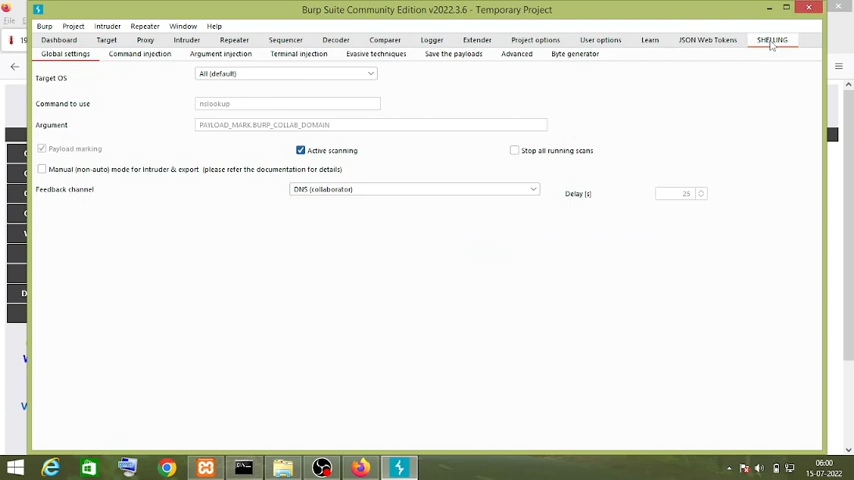 Burp Suite Community Edition v2022.3.6 - Temporary Project
Burp Project Intruder Repeater Window Help
Dashboard Target Proxy Intruder Repeater Sequencer Decoder Comparer Logger Extender Project options User options Learn JSON Web Tokens SHELLING
Global settings Command injection Argument injection Terminal injection Evasive techniques Save the payloads Advanced Byte generator
Target OS All (default)
Command to use nslookup
Argument PAYLOAD_MARK.BURP_COLLAB_DOMAIN
Payload marking Active scanning Stop all running scans
Manual (non-auto) mode for Intruder & export (please refer the documentation for details)
Feedback channel DNS (collaborator) Delay (s) 25
06:00
15-07-2022